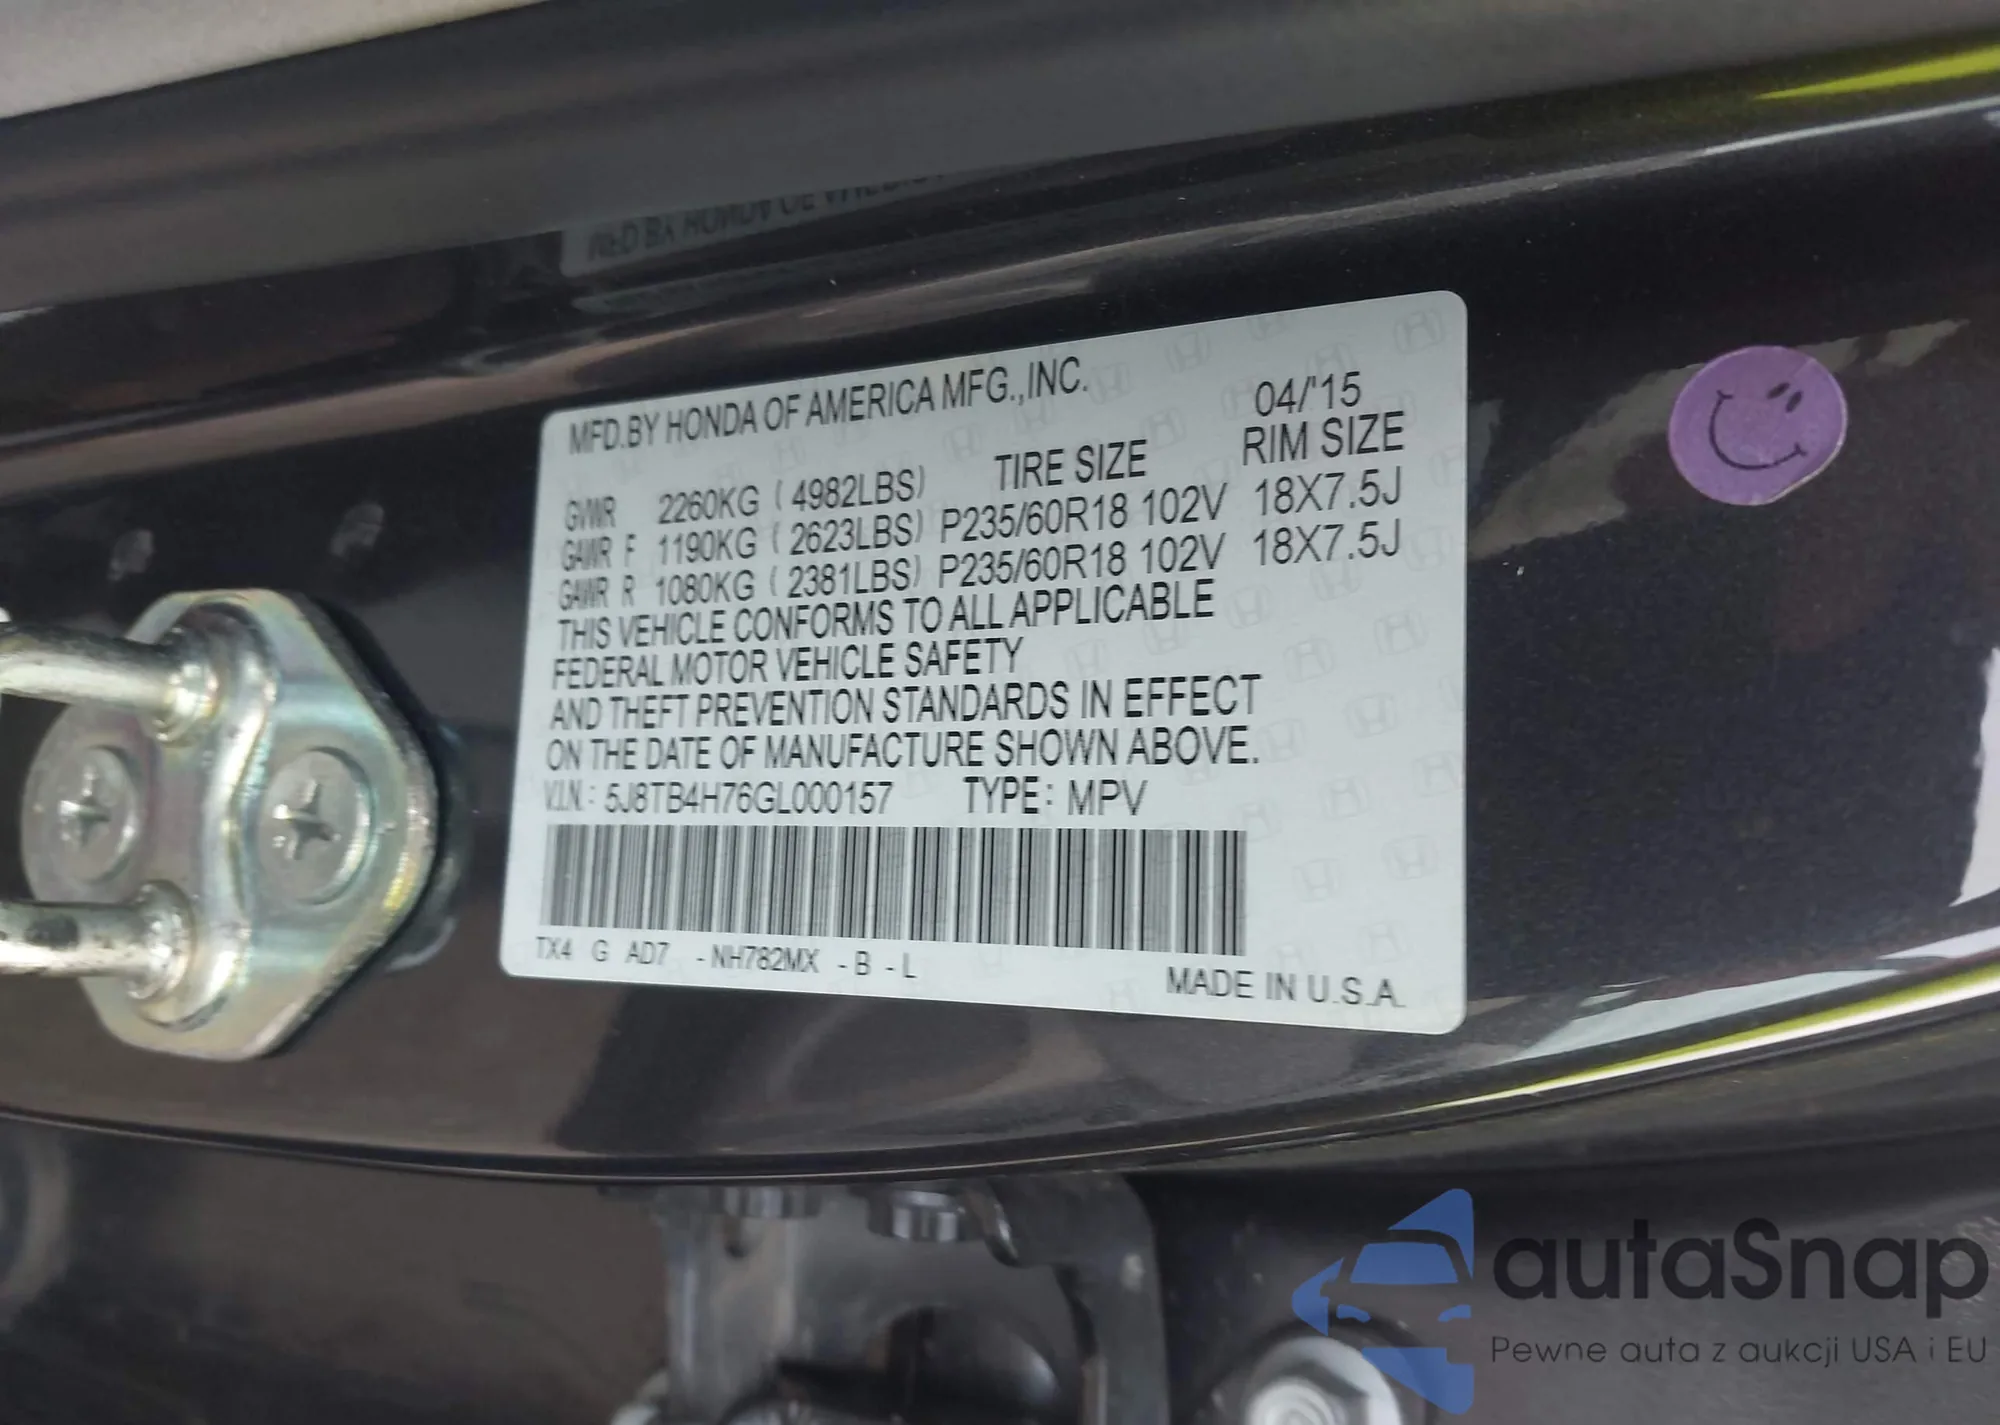 MFD.BY HONDA OF AMERICA MFG.,INC. 04/'15
TIRE SIZE RIM SIZE
GVWR 2260KG ( 4982LBS)
GAWR F 1190KG ( 2623LBS) P235/60R18 102V 18X7.5J
GAWR R 1080KG ( 2381LBS) P235/60R18 102V 18X7.5J
THIS VEHICLE CONFORMS TO ALL APPLICABLE
FEDERAL MOTOR VEHICLE SAFETY
AND THEFT PREVENTION STANDARDS IN EFFECT
ON THE DATE OF MANUFACTURE SHOWN ABOVE.
V.I.N.: 5J8TB4H76GL000157 TYPE: MPV
TX4 G AD7 -NH782MX -B -L
MADE IN U.S.A.
autaSnap
Pewne auta z aukcji USA i EU